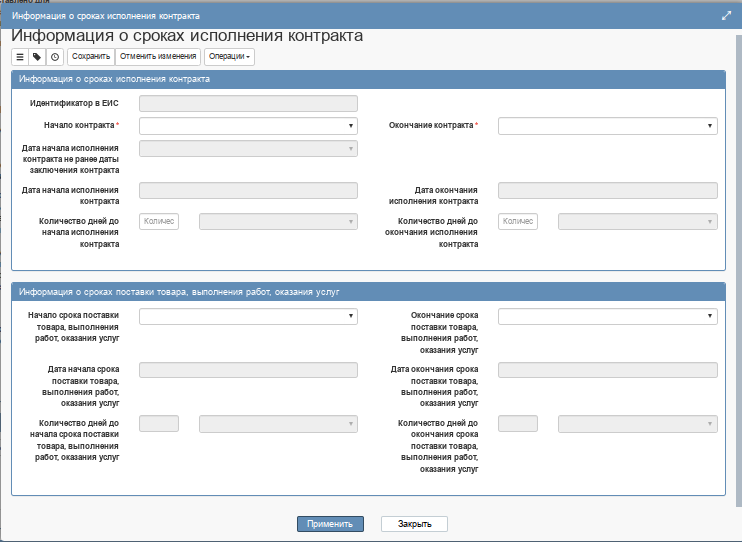 Информация о сроках исполнения контракта
Информация о сроках исполнения контракта
Сохранить Отменить изменения Операции
Информация о сроках исполнения контракта
Идентификатор в ЕИС
Начало контракта *
Окончание контракта *
Дата начала исполнения
контракта не ранее даты
заключения контракта
Дата начала исполнения
контракта
Дата окончания
исполнения контракта
Количество дней до
начала исполнения
контракта
Количес
Количество дней до
окончания исполнения
контракта
Количес
Информация о сроках поставки товара, выполнения работ, оказания услуг
Начало срока поставки
товара, выполнения
работ, оказания услуг
Окончание срока
поставки товара,
выполнения работ,
оказания услуг
Дата начала срока
поставки товара,
выполнения работ,
оказания услуг
Дата окончания срока
поставки товара,
выполнения работ,
оказания услуг
Количество дней до
начала срока поставки
товара, выполнения
работ, оказания услуг
Количество дней до
окончания срока
поставки товара,
выполнения работ,
оказания услуг
Применить Закрыть